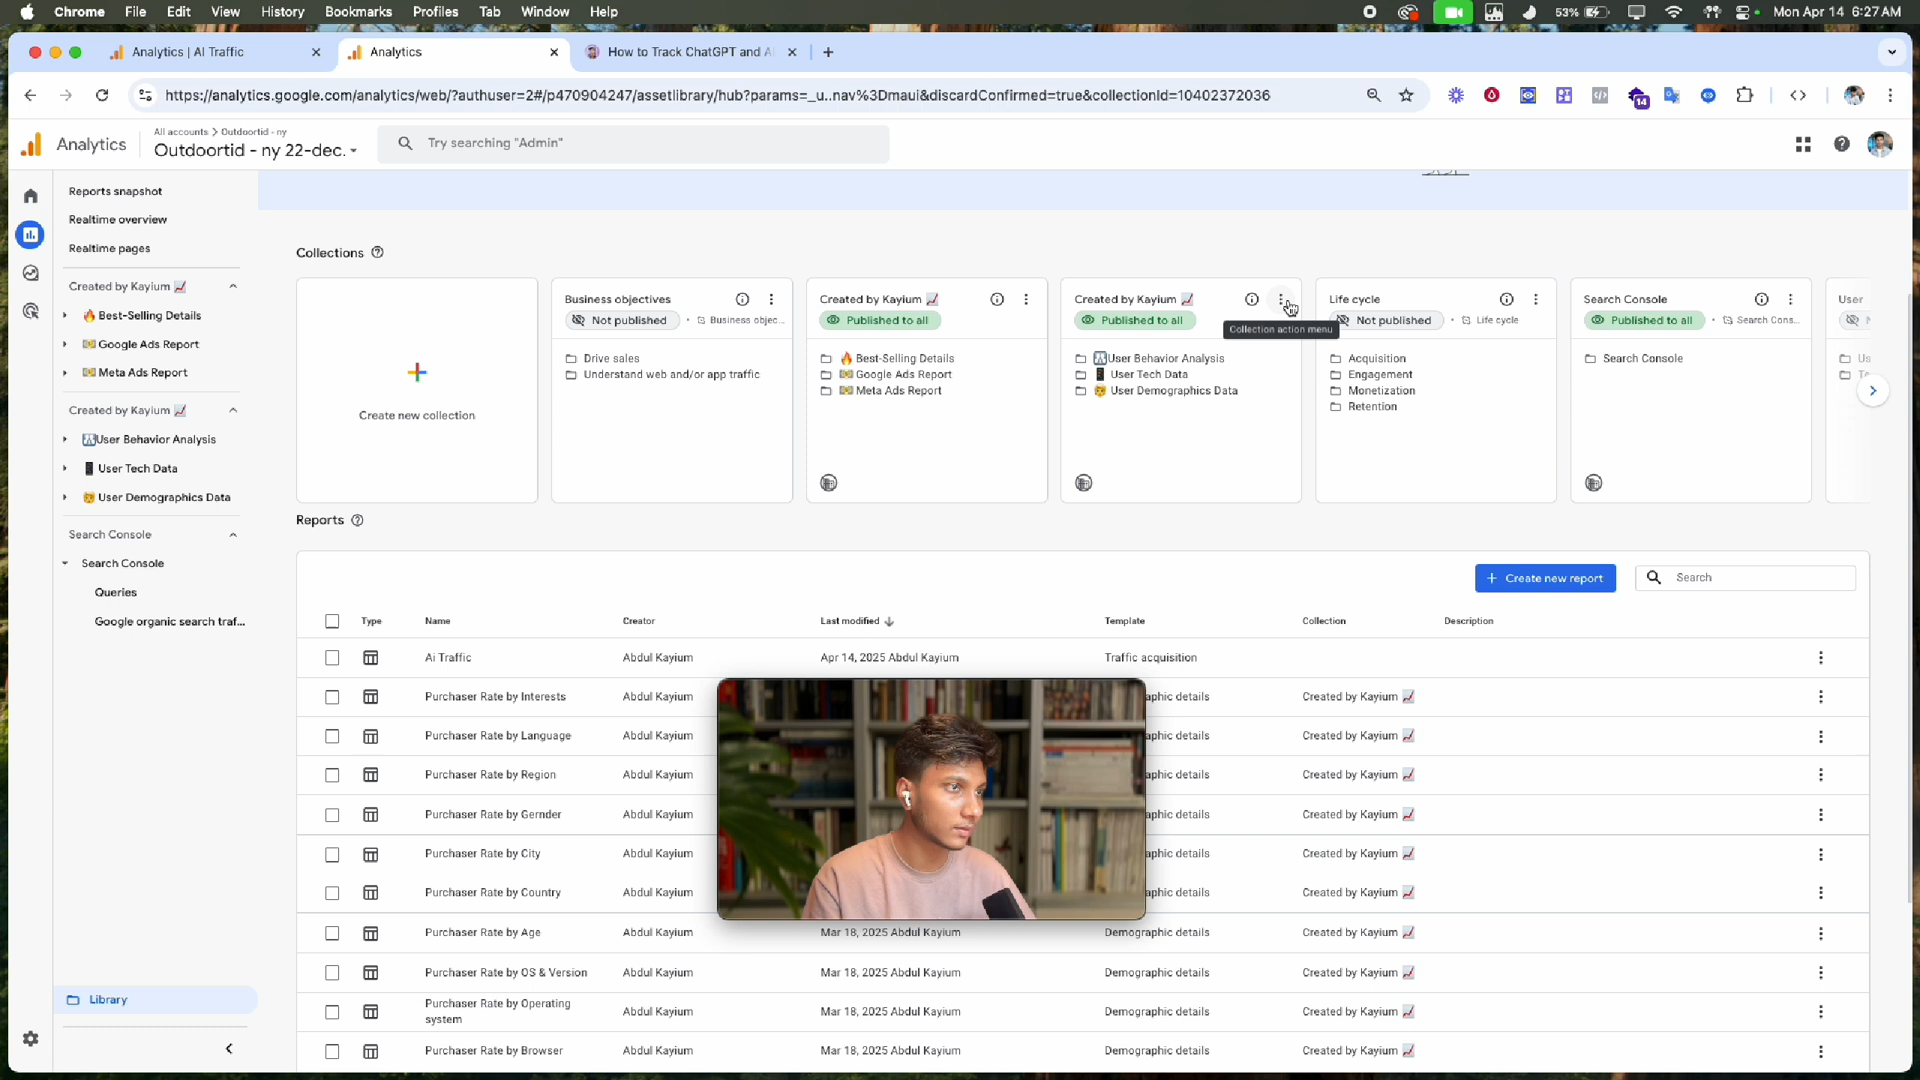 Chrome File Edit View History Bookmarks Profiles Tab Window Help 53% Mon Apr 14 6:27 AM
Analytics | AI Traffic
Analytics
How to Track ChatGPT and A
https://analytics.google.com/analytics/web/?authuser=2#/p470904247/assetlibrary/hub?params=_u..nav%3Dmaui&discardConfirmed=true&collectionId=10402372036
14
Analytics
All accounts > Outdoortid - ny
Outdoortid - ny 22-dec.
Try searching "Admin"
Reports snapshot
Realtime overview
Realtime pages
Created by Kayium
Best-Selling Details
Google Ads Report
Meta Ads Report
Created by Kayium
User Behavior Analysis
User Tech Data
User Demographics Data
Search Console
Search Console
Queries
Google organic search traf...
Library
Collections
Create new collection
Business objectives
Not published • Business objec...
Drive sales
Understand web and/or app traffic
Created by Kayium
Published to all
Best-Selling Details
Google Ads Report
Meta Ads Report
Created by Kayium
Published to all
Collection action menu
User Behavior Analysis
User Tech Data
User Demographics Data
Life cycle
Not published • Life cycle
Acquisition
Engagement
Monetization
Retention
Search Console
Published to all • Search Cons...
Search Console
User
Reports
Create new report
Search
Type Name Creator Last modified Template Collection Description
Ai Traffic Abdul Kayium Apr 14, 2025 Abdul Kayium Traffic acquisition
Purchaser Rate by Interests Abdul Kayium aphic details Created by Kayium
Purchaser Rate by Language Abdul Kayium aphic details Created by Kayium
Purchaser Rate by Region Abdul Kayium aphic details Created by Kayium
Purchaser Rate by Gernder Abdul Kayium aphic details Created by Kayium
Purchaser Rate by City Abdul Kayium aphic details Created by Kayium
Purchaser Rate by Country Abdul Kayium aphic details Created by Kayium
Purchaser Rate by Age Abdul Kayium Mar 18, 2025 Abdul Kayium Demographic details Created by Kayium
Purchaser Rate by OS & Version Abdul Kayium Mar 18, 2025 Abdul Kayium Demographic details Created by Kayium
Purchaser Rate by Operating
system Abdul Kayium Mar 18, 2025 Abdul Kayium Demographic details Created by Kayium
Purchaser Rate by Browser Abdul Kayium Mar 18, 2025 Abdul Kayium Demographic details Created by Kayium